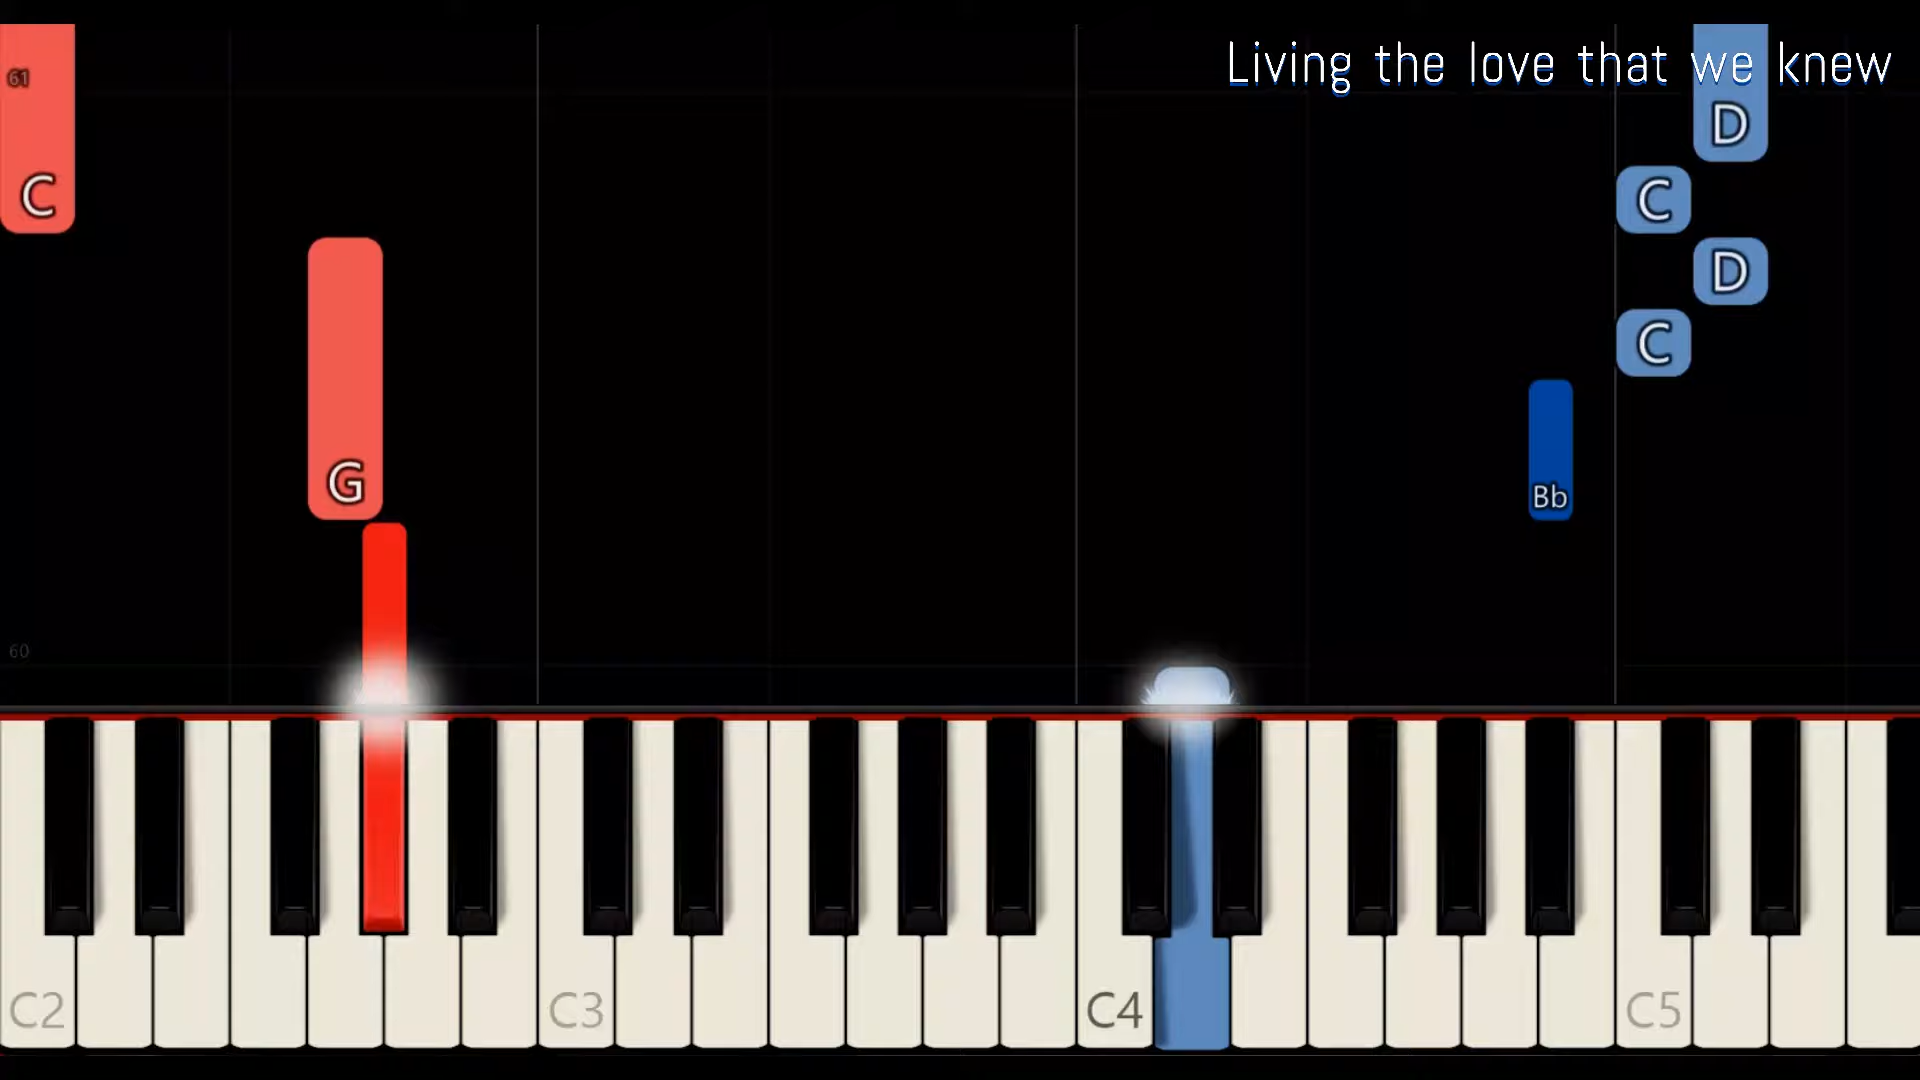 Living the love that we knew
61
D
C
C
D
C
G
Bb
60
C2
C3
C4
C5